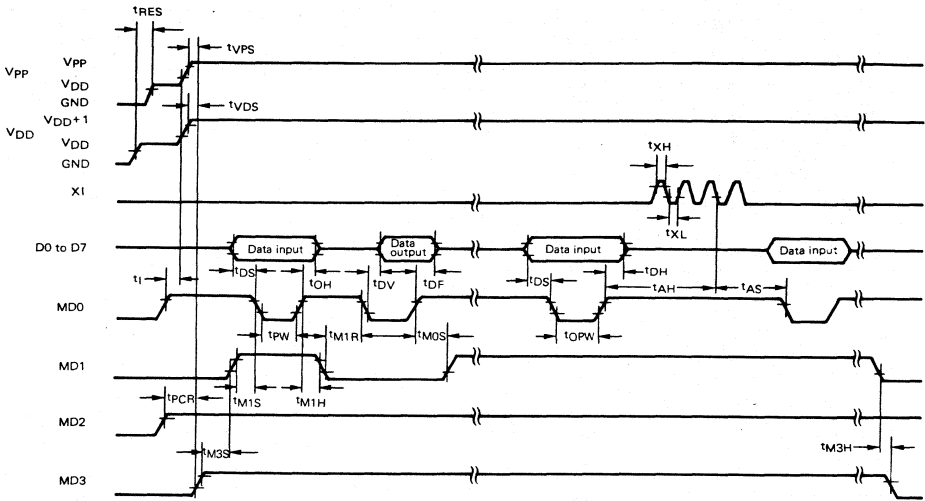 tRES
tVPS
VPP
VPP
VDD
GND
tVDS
VDD+1
VDD
VDD
GND
tXH
XI
tXL
D0 to D7
Data input
Data output
Data input
Data input
tDS
tOH
tDV
tDF
tDS
tDH
tI
tAH
tAS
MD0
tPW
tM1R
tM0S
tOPW
MD1
tM1S
tM1H
tPCR
MD2
tM3S
tM3H
MD3